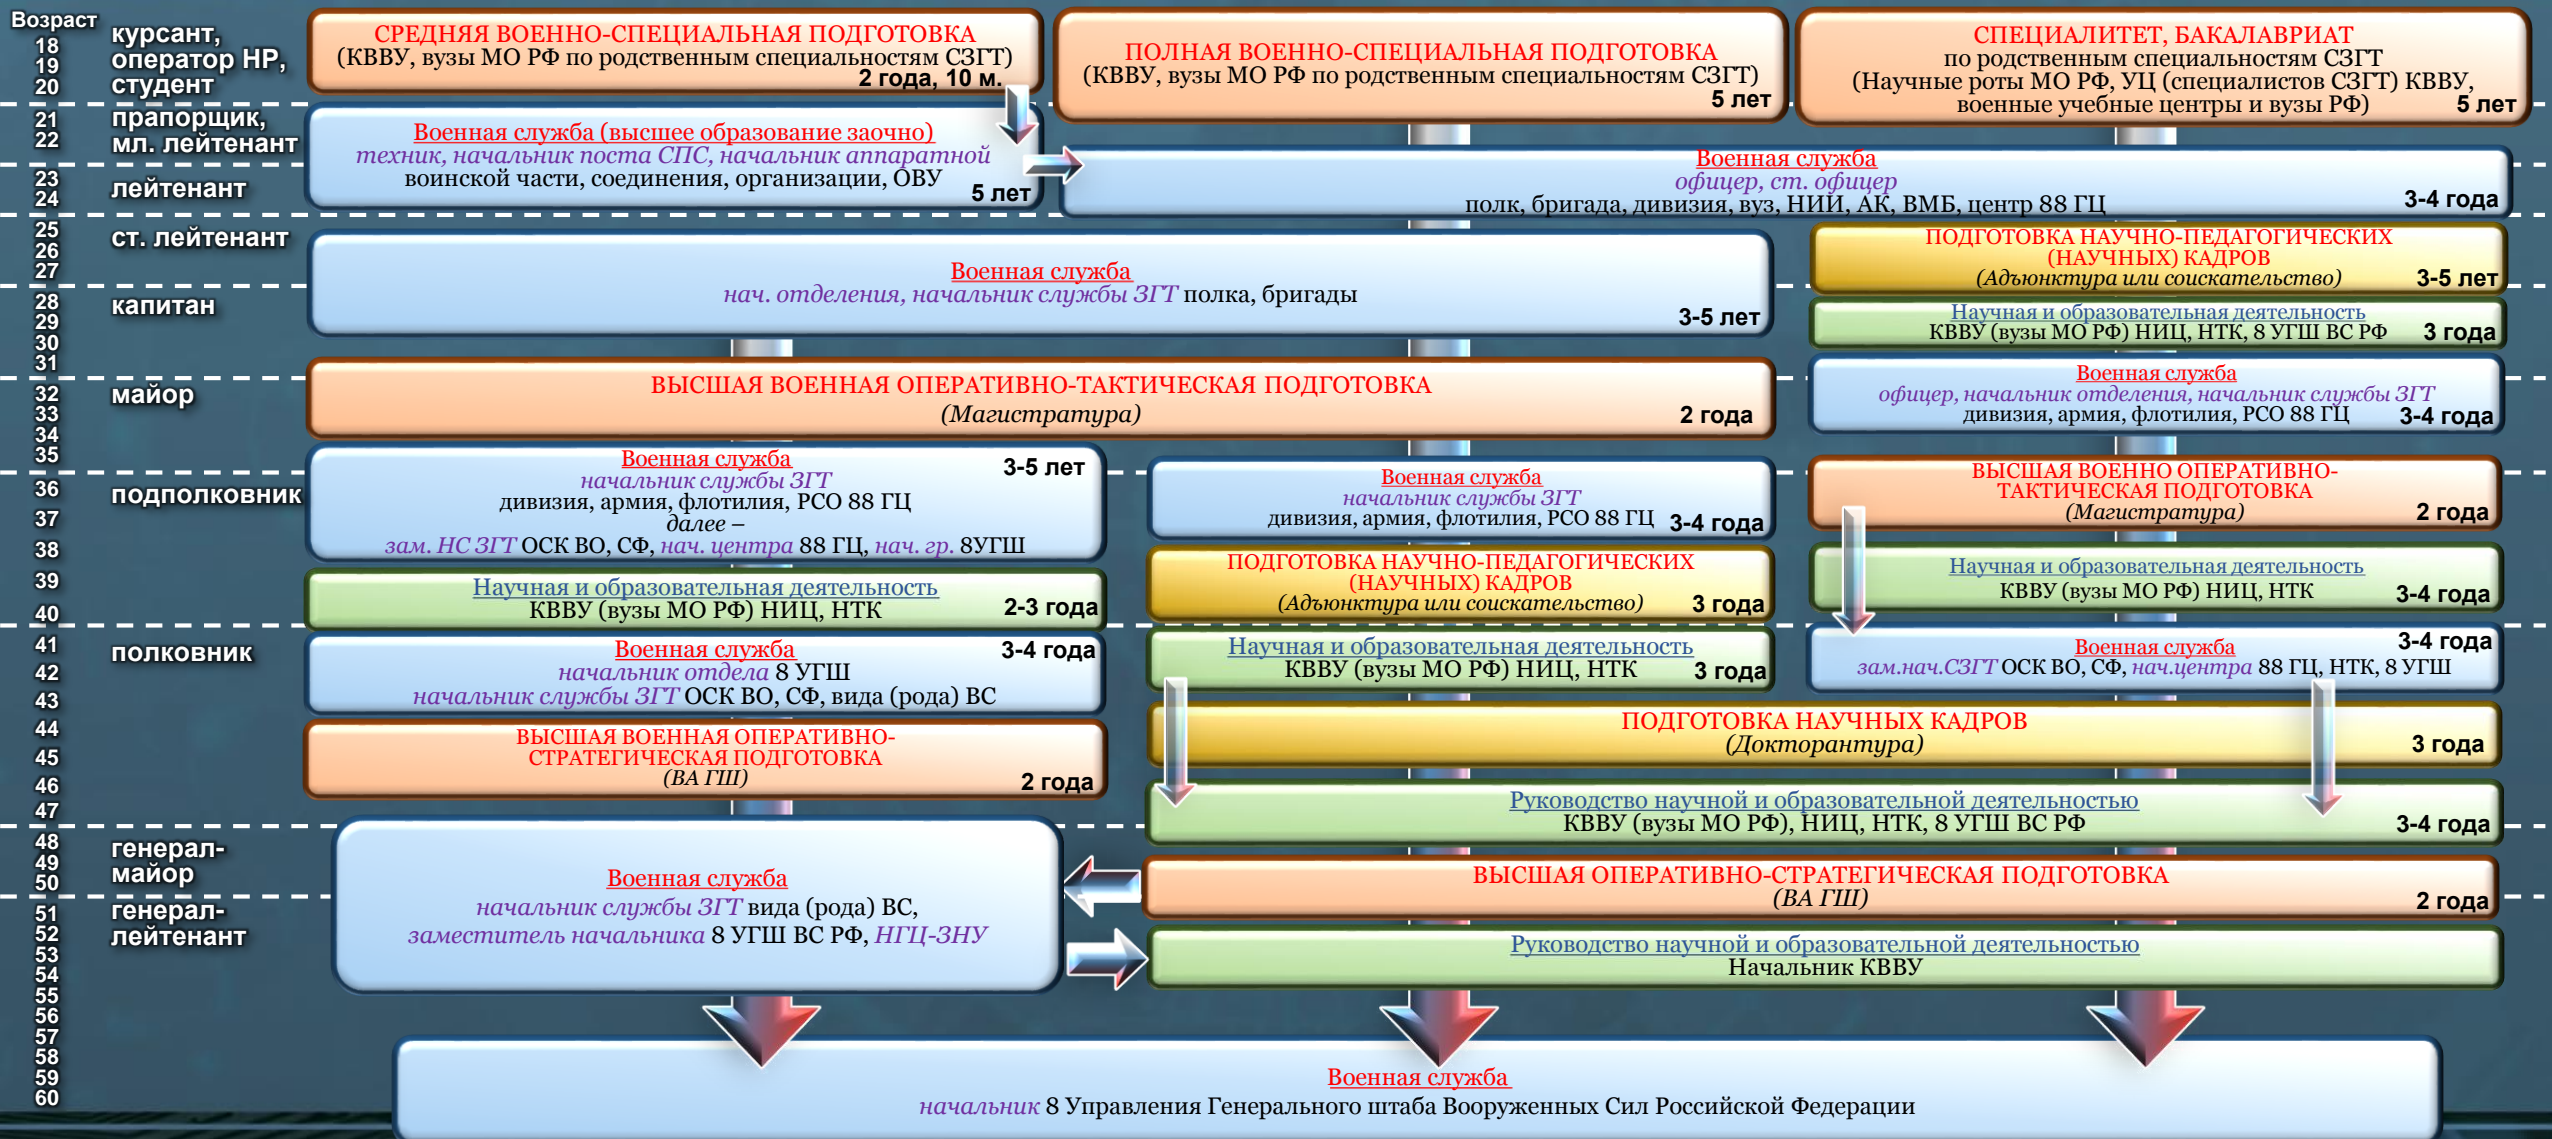 Возраст
18
19
20
21
22
23
24
25
26
27
28
29
30
31
32
33
34
35
36
37
38
39
40
41
42
43
44
45
46
47
48
49
50
51
52
53
54
55
56
57
58
59
60
курсант,
оператор НР,
студент
прапорщик,
мл. лейтенант
лейтенант
ст. лейтенант
капитан
майор
подполковник
полковник
генерал-
майор
генерал-
лейтенант
СРЕДНЯЯ ВОЕННО-СПЕЦИАЛЬНАЯ ПОДГОТОВКА
(КВВУ, вузы МО РФ по родственным специальностям СЗГТ)
2 года, 10 м.
ПОЛНАЯ ВОЕННО-СПЕЦИАЛЬНАЯ ПОДГОТОВКА
(КВВУ, вузы МО РФ по родственным специальностям СЗГТ)
5 лет
СПЕЦИАЛИТЕТ, БАКАЛАВРИАТ
по родственным специальностям СЗГТ
(Научные роты МО РФ, УЦ (специалистов СЗГТ) КВВУ,
военные учебные центры и вузы РФ)
5 лет
Военная служба (высшее образование заочно)
техник, начальник поста СПС, начальник аппаратной
воинской части, соединения, организации, ОВУ
5 лет
Военная служба
офицер, ст. офицер
полк, бригада, дивизия, вуз, НИИ, АК, ВМБ, центр 88 ГЦ
3-4 года
Военная служба
нач. отделения, начальник службы ЗГТ полка, бригады
3-5 лет
ПОДГОТОВКА НАУЧНО-ПЕДАГОГИЧЕСКИХ
(НАУЧНЫХ) КАДРОВ
(Адъюнктура или соискательство)
3-5 лет
Научная и образовательная деятельность
КВВУ (вузы МО РФ) НИЦ, НТК, 8 УГШ ВС РФ
3 года
ВЫСШАЯ ВОЕННАЯ ОПЕРАТИВНО-ТАКТИЧЕСКАЯ ПОДГОТОВКА
(Магистратура)
2 года
Военная служба
офицер, начальник отделения, начальник службы ЗГТ
дивизия, армия, флотилия, РСО 88 ГЦ
3-4 года
Военная служба
3-5 лет
начальник службы ЗГТ
дивизия, армия, флотилия, РСО 88 ГЦ
далее –
зам. НС ЗГТ ОСК ВО, СФ, нач. центра 88 ГЦ, нач. гр. 8УГШ
Военная служба
начальник службы ЗГТ
дивизия, армия, флотилия, РСО 88 ГЦ
3-4 года
ВЫСШАЯ ВОЕННО ОПЕРАТИВНО-
ТАКТИЧЕСКАЯ ПОДГОТОВКА
(Магистратура)
2 года
Научная и образовательная деятельность
КВВУ (вузы МО РФ) НИЦ, НТК
2-3 года
ПОДГОТОВКА НАУЧНО-ПЕДАГОГИЧЕСКИХ
(НАУЧНЫХ) КАДРОВ
(Адъюнктура или соискательство)
3 года
Научная и образовательная деятельность
КВВУ (вузы МО РФ) НИЦ, НТК
3-4 года
Военная служба
3-4 года
начальник отдела 8 УГШ
начальник службы ЗГТ ОСК ВО, СФ, вида (рода) ВС
Научная и образовательная деятельность
КВВУ (вузы МО РФ) НИЦ, НТК
3 года
Военная служба
3-4 года
зам.нач.СЗГТ ОСК ВО, СФ, нач.центра 88 ГЦ, НТК, 8 УГШ
ВЫСШАЯ ВОЕННАЯ ОПЕРАТИВНО-
СТРАТЕГИЧЕСКАЯ ПОДГОТОВКА
(ВА ГШ)
2 года
ПОДГОТОВКА НАУЧНЫХ КАДРОВ
(Докторантура)
3 года
Руководство научной и образовательной деятельностью
КВВУ (вузы МО РФ), НИЦ, НТК, 8 УГШ ВС РФ
3-4 года
Военная служба
начальник службы ЗГТ вида (рода) ВС,
заместитель начальника 8 УГШ ВС РФ, НГЦ-ЗНУ
ВЫСШАЯ ОПЕРАТИВНО-СТРАТЕГИЧЕСКАЯ ПОДГОТОВКА
(ВА ГШ)
2 года
Руководство научной и образовательной деятельностью
Начальник КВВУ
Военная служба
начальник 8 Управления Генерального штаба Вооруженных Сил Российской Федерации